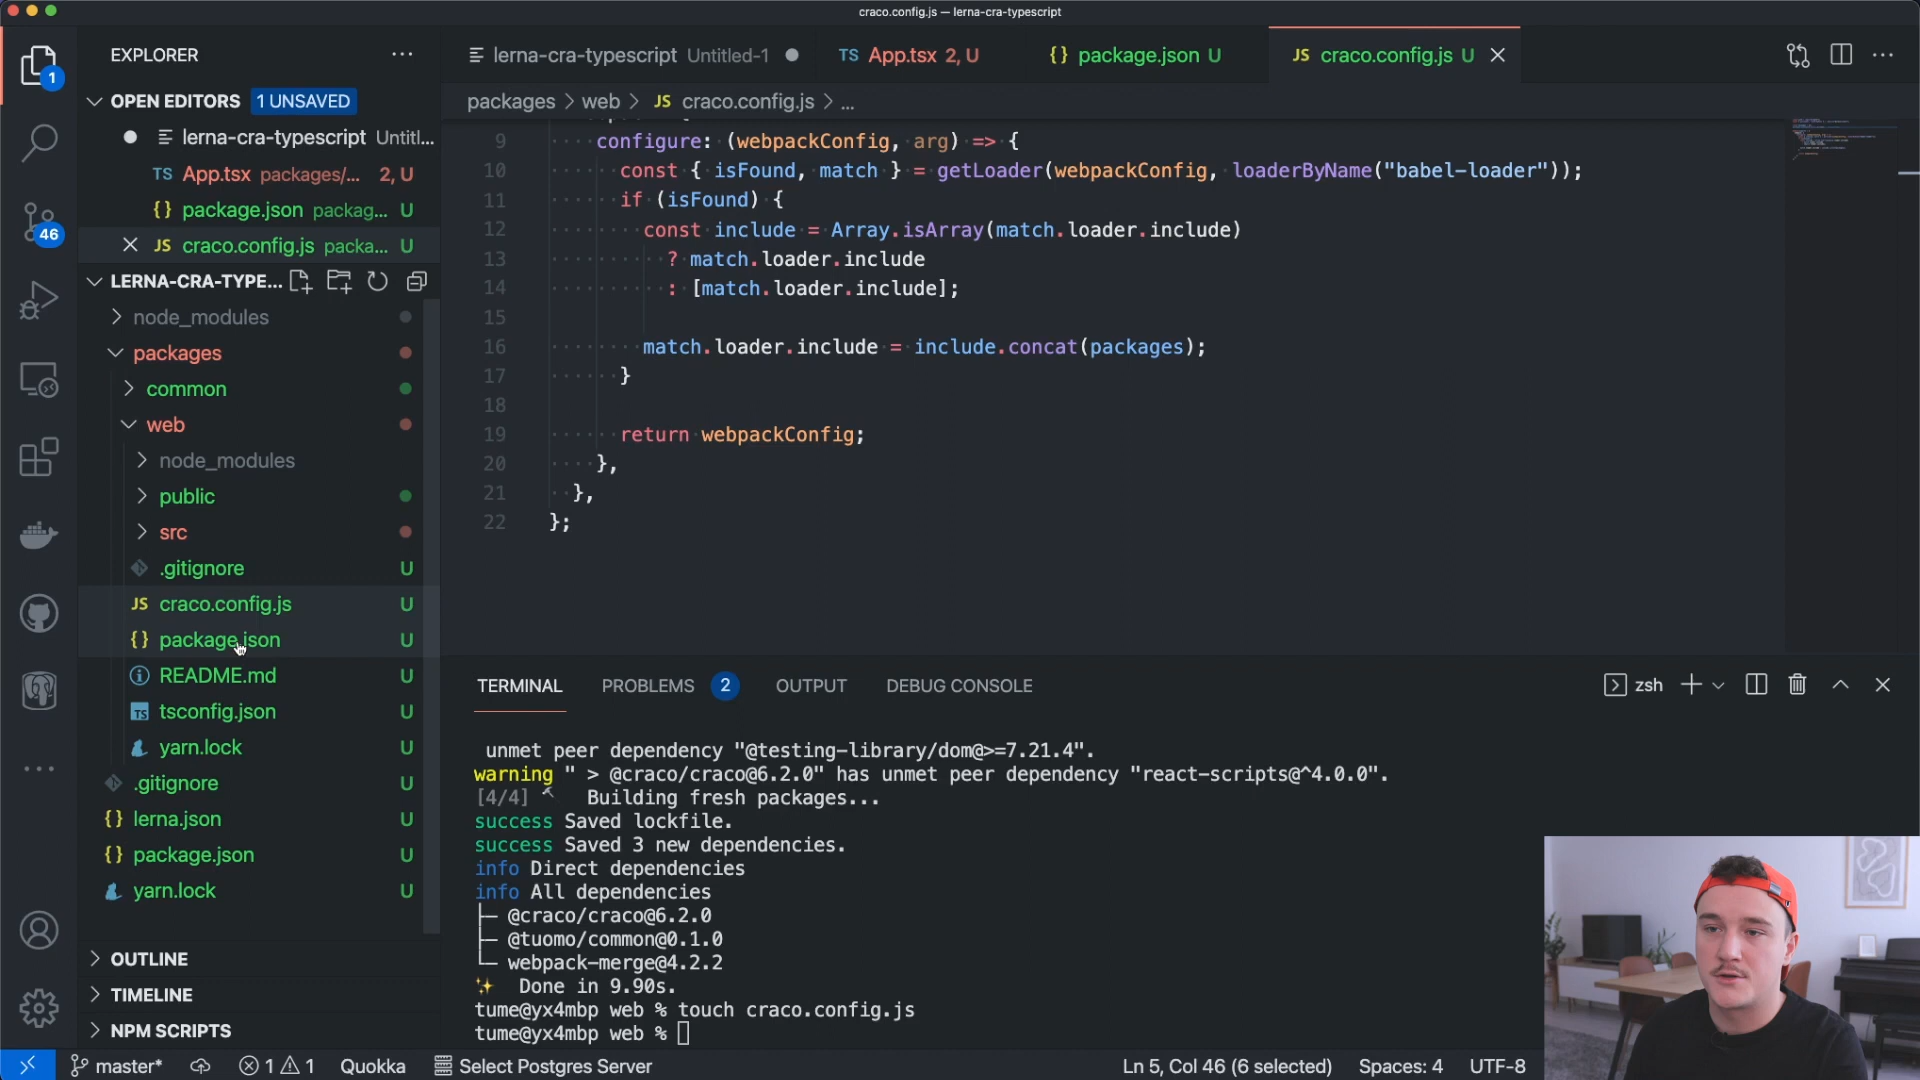 craco.config.js — lerna-cra-typescript
EXPLORER
lerna-cra-typescript Untitled-1
TS App.tsx 2, U
{} package.json U
JS craco.config.js U
1
OPEN EDITORS 1 UNSAVED
packages > web > JS craco.config.js > ...
lerna-cra-typescript Untitl...
TS App.tsx packages/... 2, U
{} package.json packag... U
JS craco.config.js packa... U
46
LERNA-CRA-TYPE...
node_modules
packages
common
web
node_modules
public
src
.gitignore U
JS craco.config.js U
{} package.json U
README.md U
TS tsconfig.json U
yarn.lock U
.gitignore U
{} lerna.json U
{} package.json U
yarn.lock U
OUTLINE
TIMELINE
NPM SCRIPTS
9 configure: (webpackConfig, arg) => {
10 const { isFound, match } = getLoader(webpackConfig, loaderByName("babel-loader"));
11 if (isFound) {
12 const include = Array.isArray(match.loader.include)
13 ? match.loader.include
14 : [match.loader.include];
15
16 match.loader.include = include.concat(packages);
17 }
18
19 return webpackConfig;
20 },
21 },
22 };
TERMINAL PROBLEMS 2 OUTPUT DEBUG CONSOLE
zsh
unmet peer dependency "@testing-library/dom@>=7.21.4".
warning " > @craco/craco@6.2.0" has unmet peer dependency "react-scripts@^4.0.0".
[4/4] Building fresh packages...
success Saved lockfile.
success Saved 3 new dependencies.
info Direct dependencies
info All dependencies
├─ @craco/craco@6.2.0
├─ @tuomo/common@0.1.0
└─ webpack-merge@4.2.2
✨ Done in 9.90s.
tume@yx4mbp web % touch craco.config.js
tume@yx4mbp web %
master* 1 1 Quokka Select Postgres Server Ln 5, Col 46 (6 selected) Spaces: 4 UTF-8